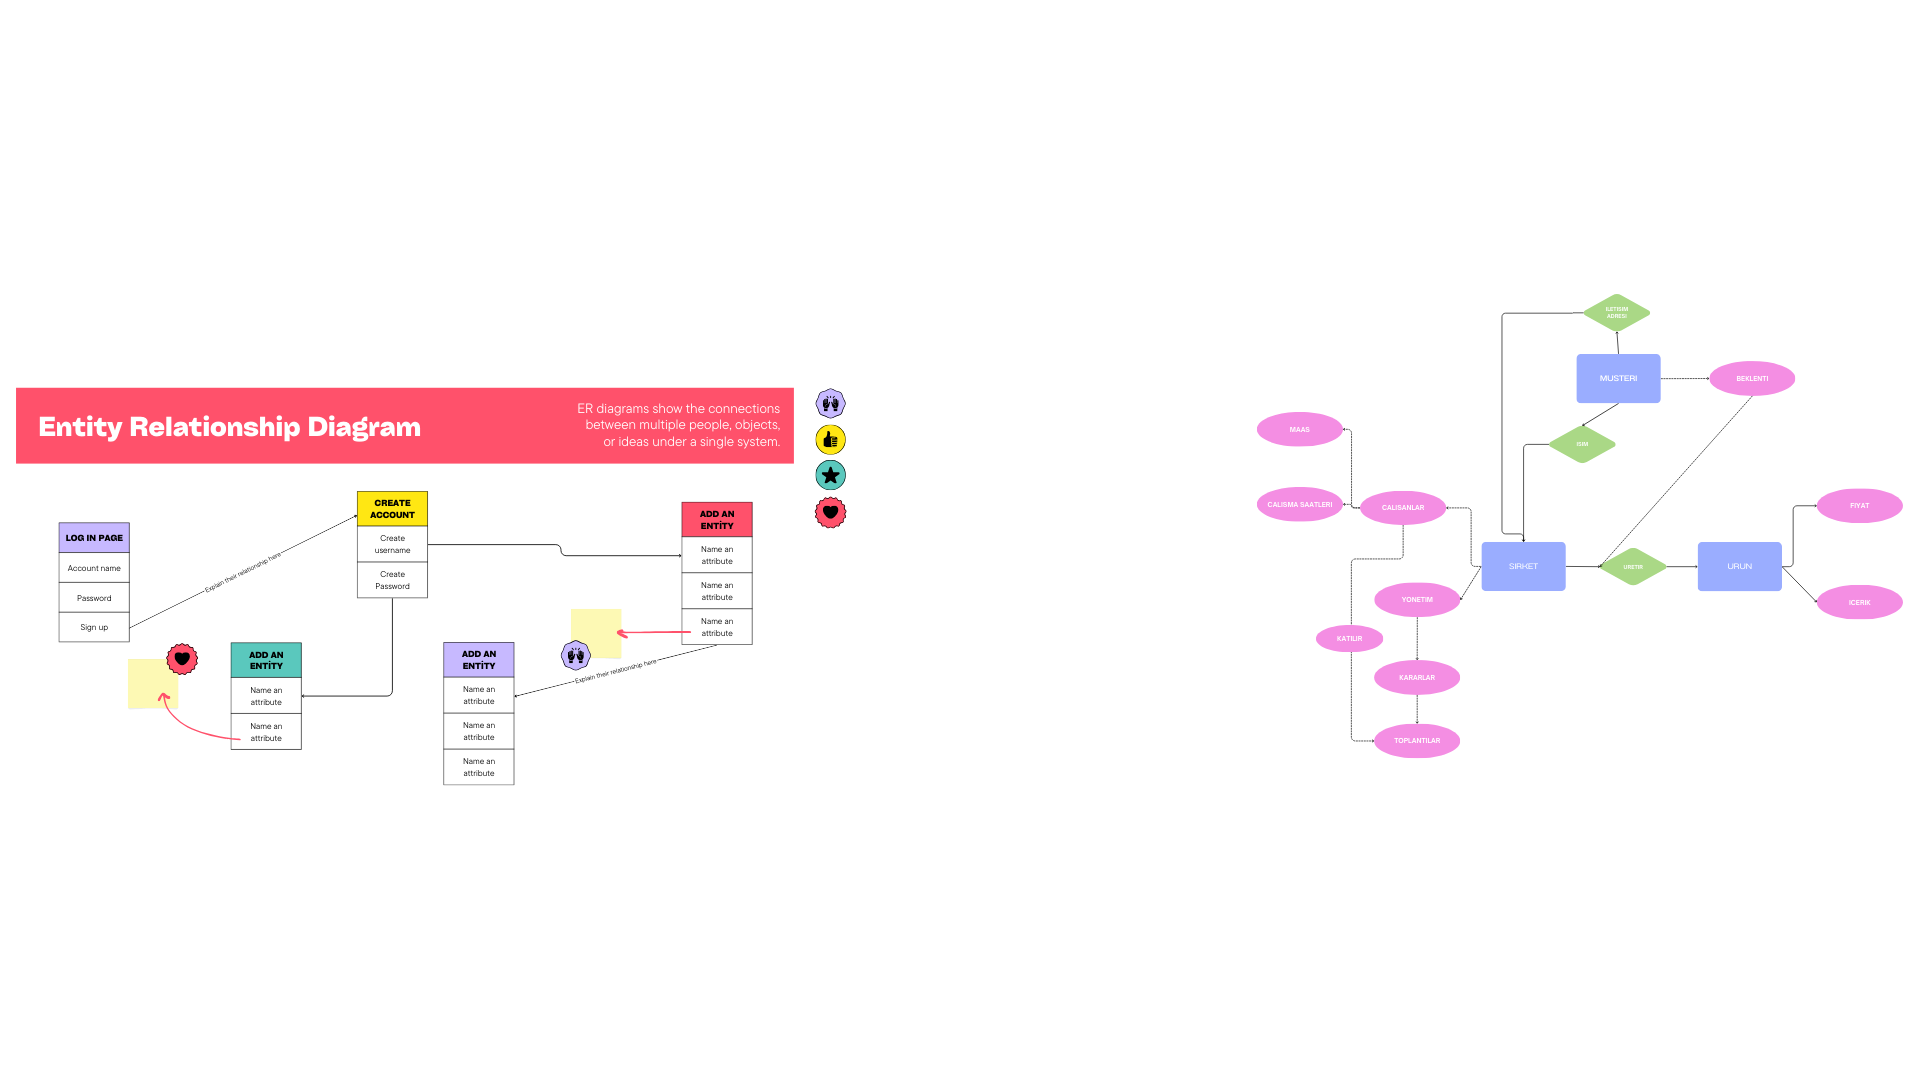 Entity Relationship Diagram
ER diagrams show the connections
between multiple people, objects,
or ideas under a single system.
LOG IN PAGE
Account name
Password
Sign up
Explain their relationship here
CREATE
ACCOUNT
Create
username
Create
Password
ADD AN
ENTİTY
Name an
attribute
Name an
attribute
Name an
attribute
ADD AN
ENTİTY
Name an
attribute
Name an
attribute
ADD AN
ENTİTY
Name an
attribute
Name an
attribute
Name an
attribute
Explain their relationship here
ILETISIM
ADRESI
MUSTERI
BEKLENTI
ISIM
MAAS
CALISMA SAATLERI
CALISANLAR
SIRKET
URETIR
URUN
FIYAT
ICERIK
YONETIM
KATILIR
KARARLAR
TOPLANTILAR